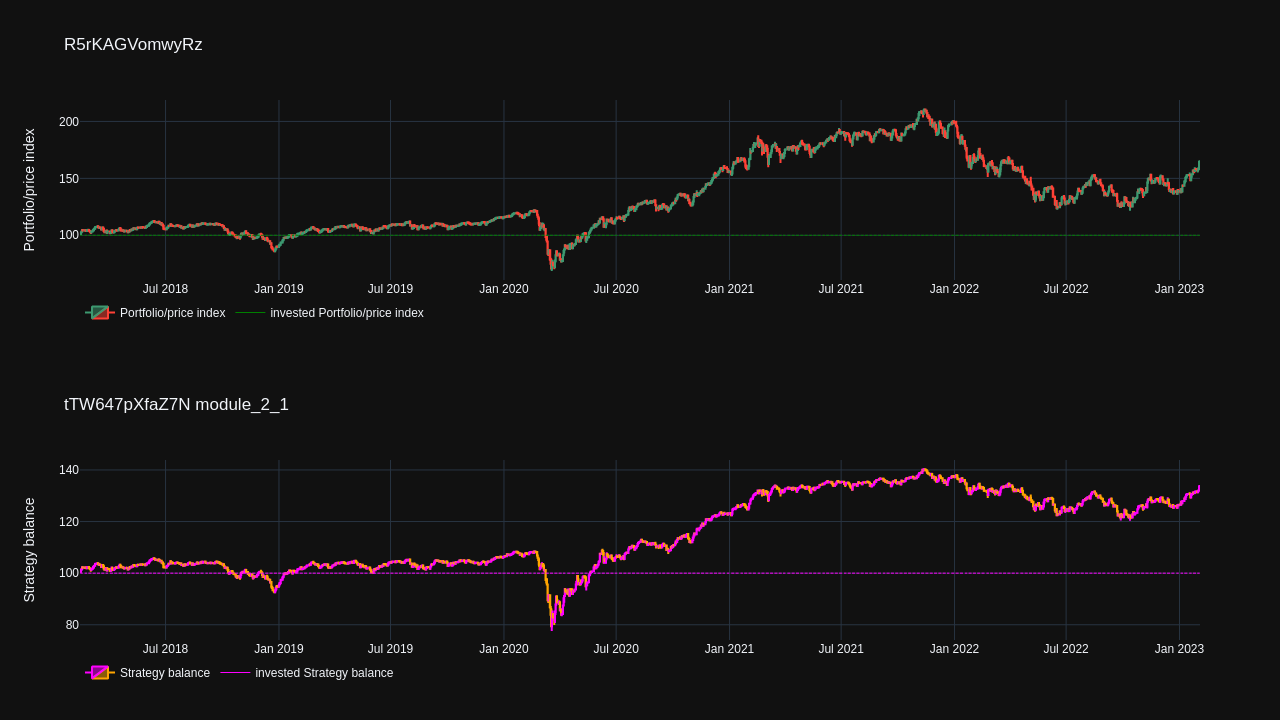 R5rKAGVomwyRz
Portfolio/price index
200
150
100
Jul 2018 Jan 2019 Jul 2019 Jan 2020 Jul 2020 Jan 2021 Jul 2021 Jan 2022 Jul 2022 Jan 2023
Portfolio/price index invested Portfolio/price index
tTW647pXfaZ7N module_2_1
Strategy balance
140
120
100
80
Jul 2018 Jan 2019 Jul 2019 Jan 2020 Jul 2020 Jan 2021 Jul 2021 Jan 2022 Jul 2022 Jan 2023
Strategy balance invested Strategy balance